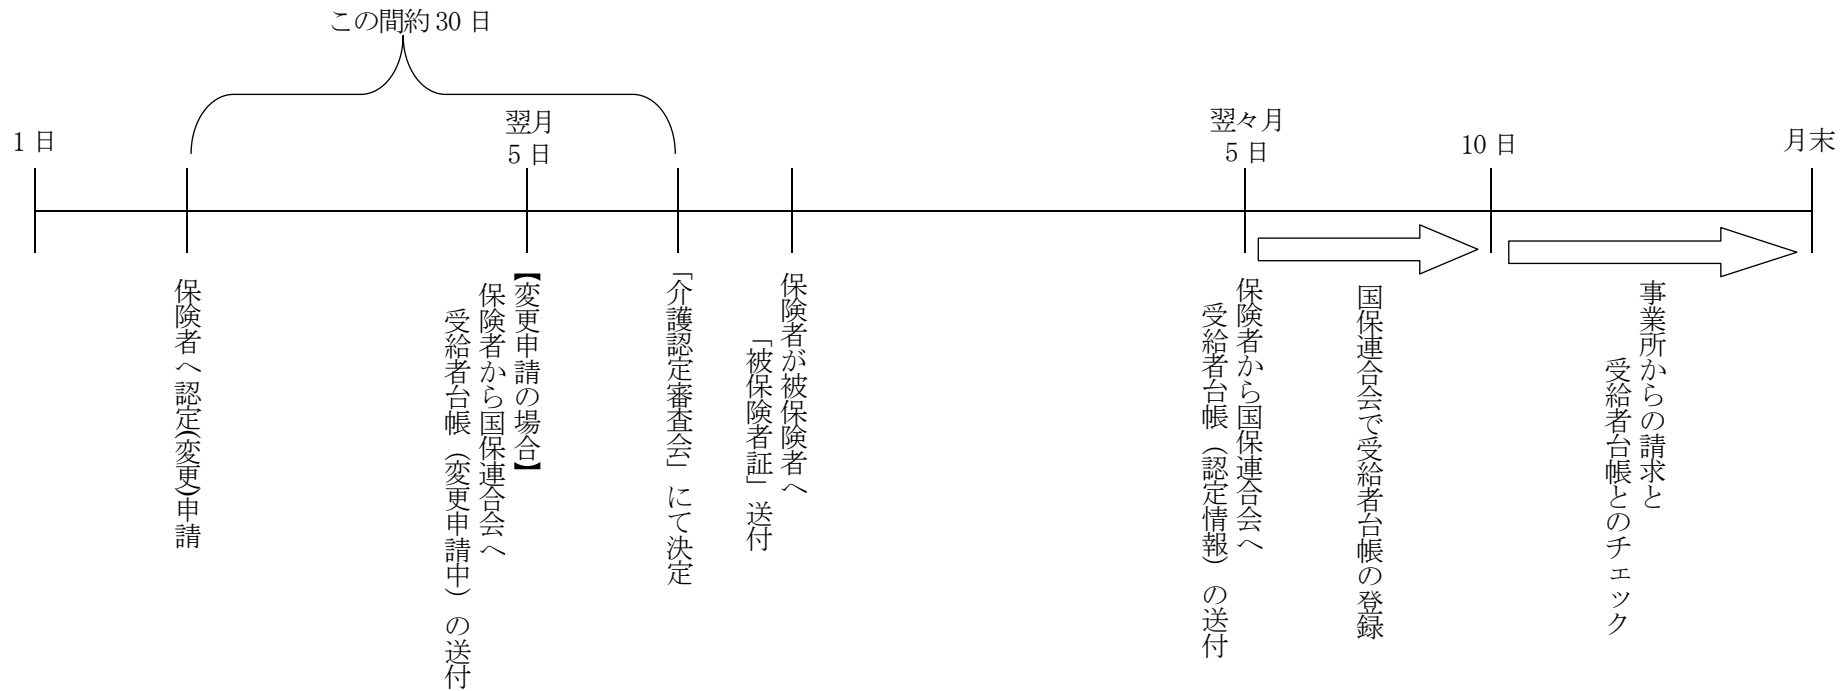 この間約30日
1日
翌月
5日
翌々月
5日
10日
月末
保険者へ認定(変更)申請
【変更申請の場合】
保険者から国保連合会へ
受給者台帳（変更申請中）の送付
「介護認定審査会」にて決定
保険者が被保険者へ
「被保険者証」送付
保険者から国保連合会へ
受給者台帳（認定情報）の送付
国保連合会で受給者台帳の登録
事業所からの請求と
受給者台帳とのチェック